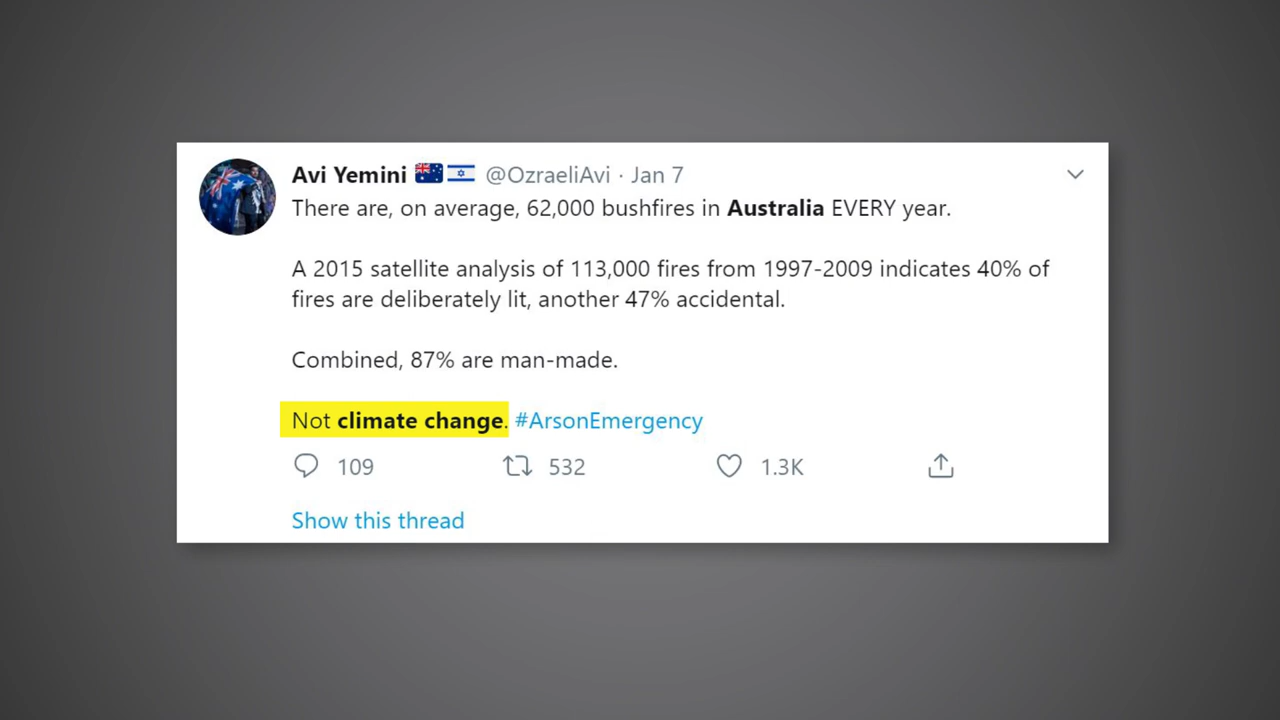 Avi Yemini 🇦🇺🇮🇱 @OzraeliAvi · Jan 7
There are, on average, 62,000 bushfires in Australia EVERY year.
A 2015 satellite analysis of 113,000 fires from 1997-2009 indicates 40% of
fires are deliberately lit, another 47% accidental.
Combined, 87% are man-made.
Not climate change. #ArsonEmergency
109 532 1.3K
Show this thread